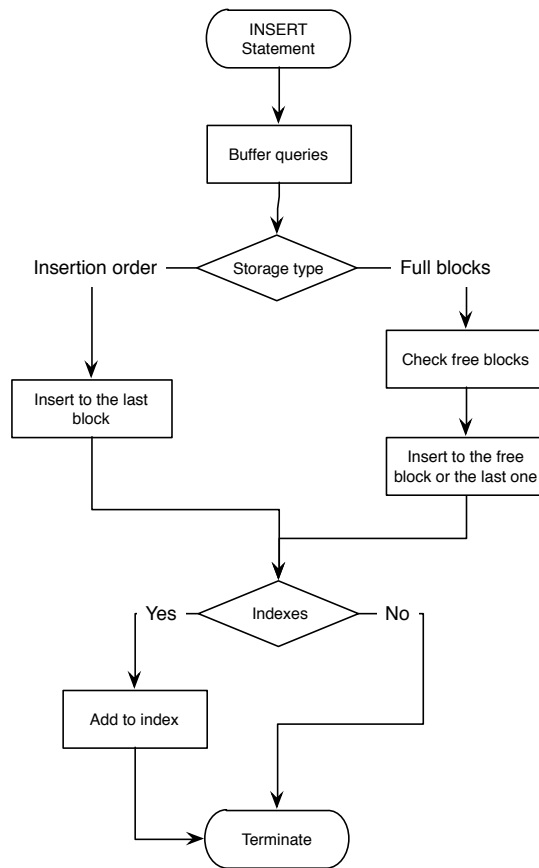 INSERT
Statement
Buffer queries
Insertion order
Storage type
Full blocks
Check free blocks
Insert to the last
block
Insert to the free
block or the last one
Yes
Indexes
No
Add to index
Terminate